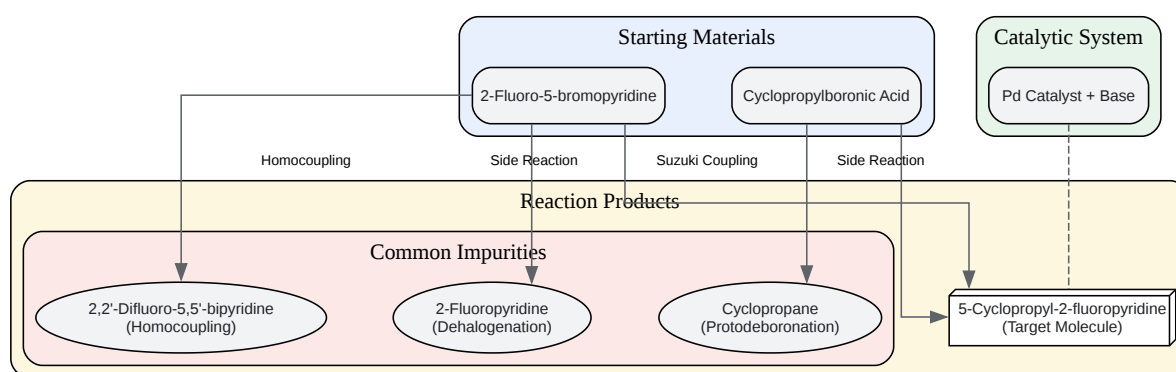 Starting Materials
Catalytic System
2-Fluoro-5-bromopyridine
Cyclopropylboronic Acid
Pd Catalyst + Base
Homocoupling
Side Reaction
Suzuki Coupling
Side Reaction
Reaction Products
Common Impurities
2,2'-Difluoro-5,5'-bipyridine
(Homocoupling)
2-Fluoropyridine
(Dehalogenation)
Cyclopropane
(Protodeboronation)
5-Cyclopropyl-2-fluoropyridine
(Target Molecule)